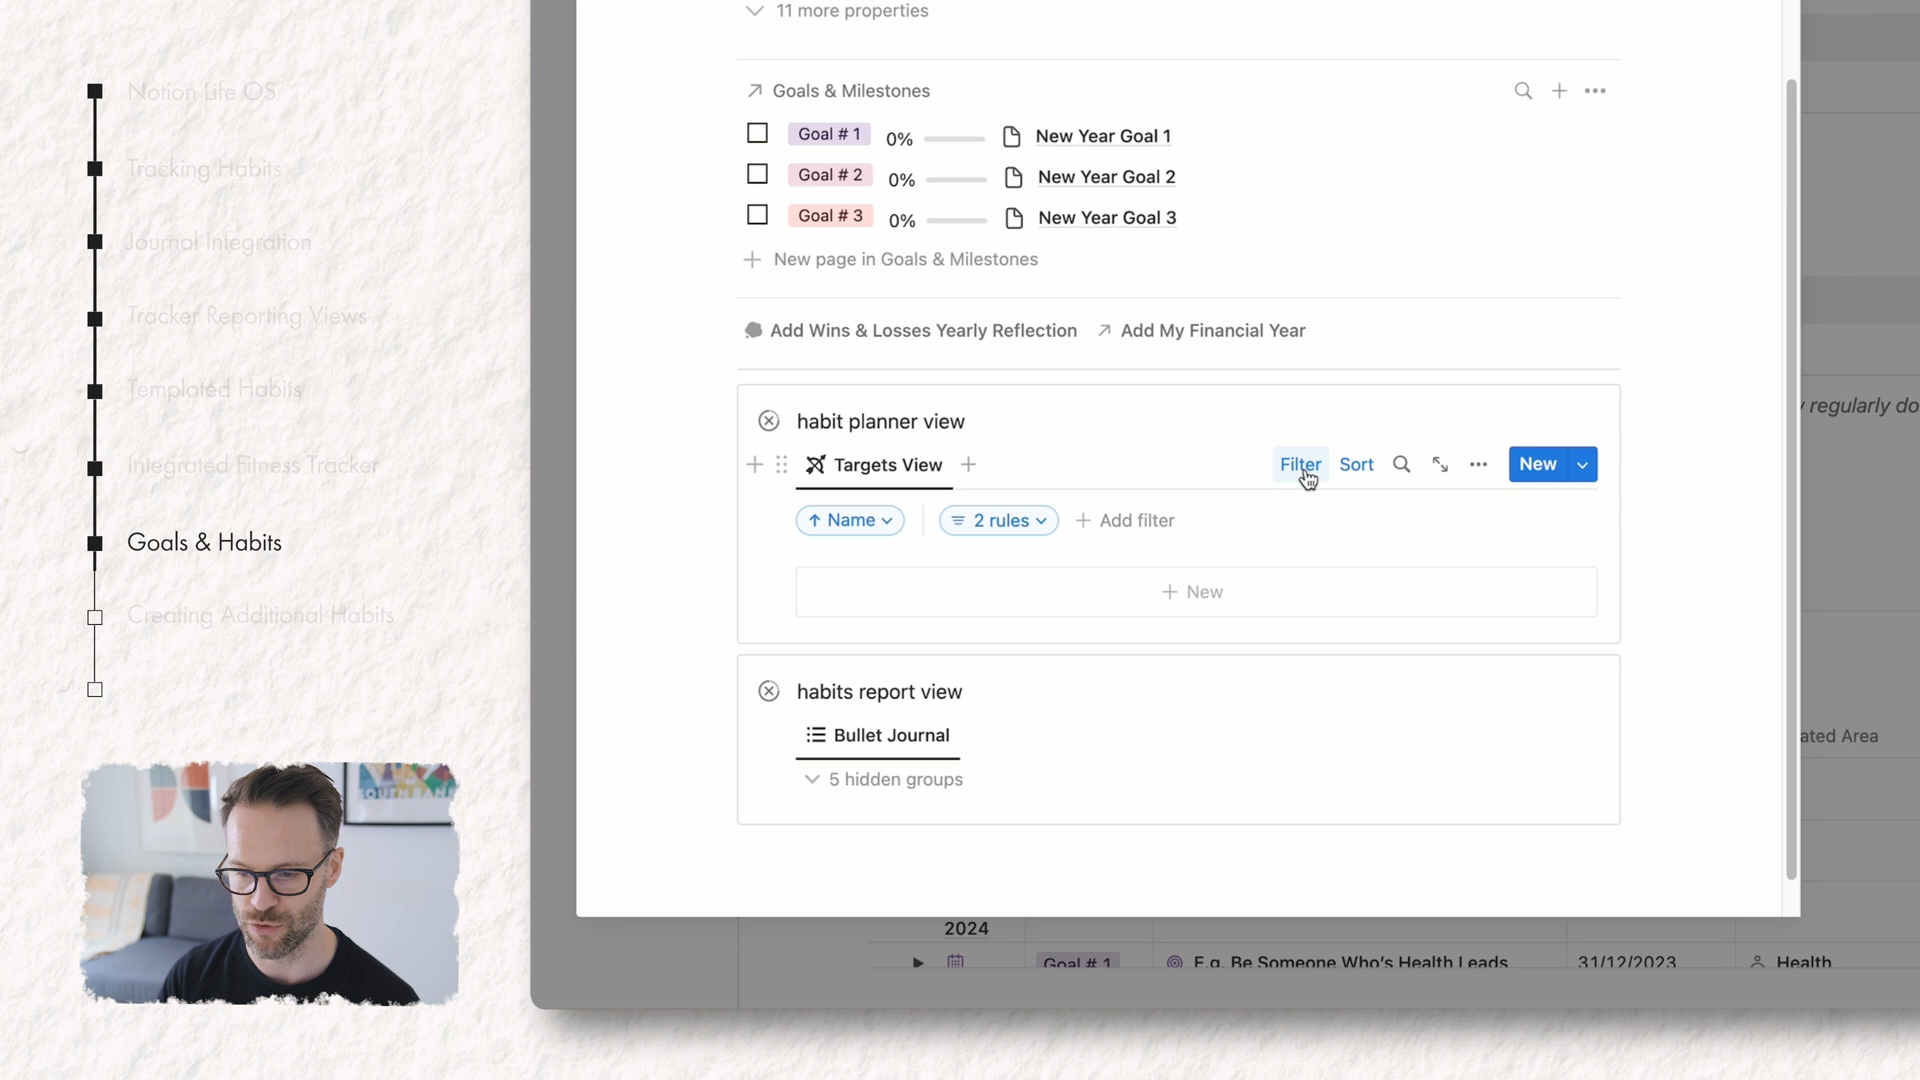 Notion Life OS
Tracking Habits
Journal Integration
Tracker Reporting Views
Templated Habits
Integrated Fitness Tracker
Goals & Habits
Creating Additional Habits
11 more properties
Goals & Milestones
Goal # 1 0% New Year Goal 1
Goal # 2 0% New Year Goal 2
Goal # 3 0% New Year Goal 3
New page in Goals & Milestones
Add Wins & Losses Yearly Reflection Add My Financial Year
habit planner view
Targets View Filter Sort New
Name 2 rules Add filter
New
habits report view
Bullet Journal
5 hidden groups
regularly do
ated Area
2024
Goal # 1 E.g. Be Someone Who's Health Leads 31/12/2023 Health
SOUTH BANK